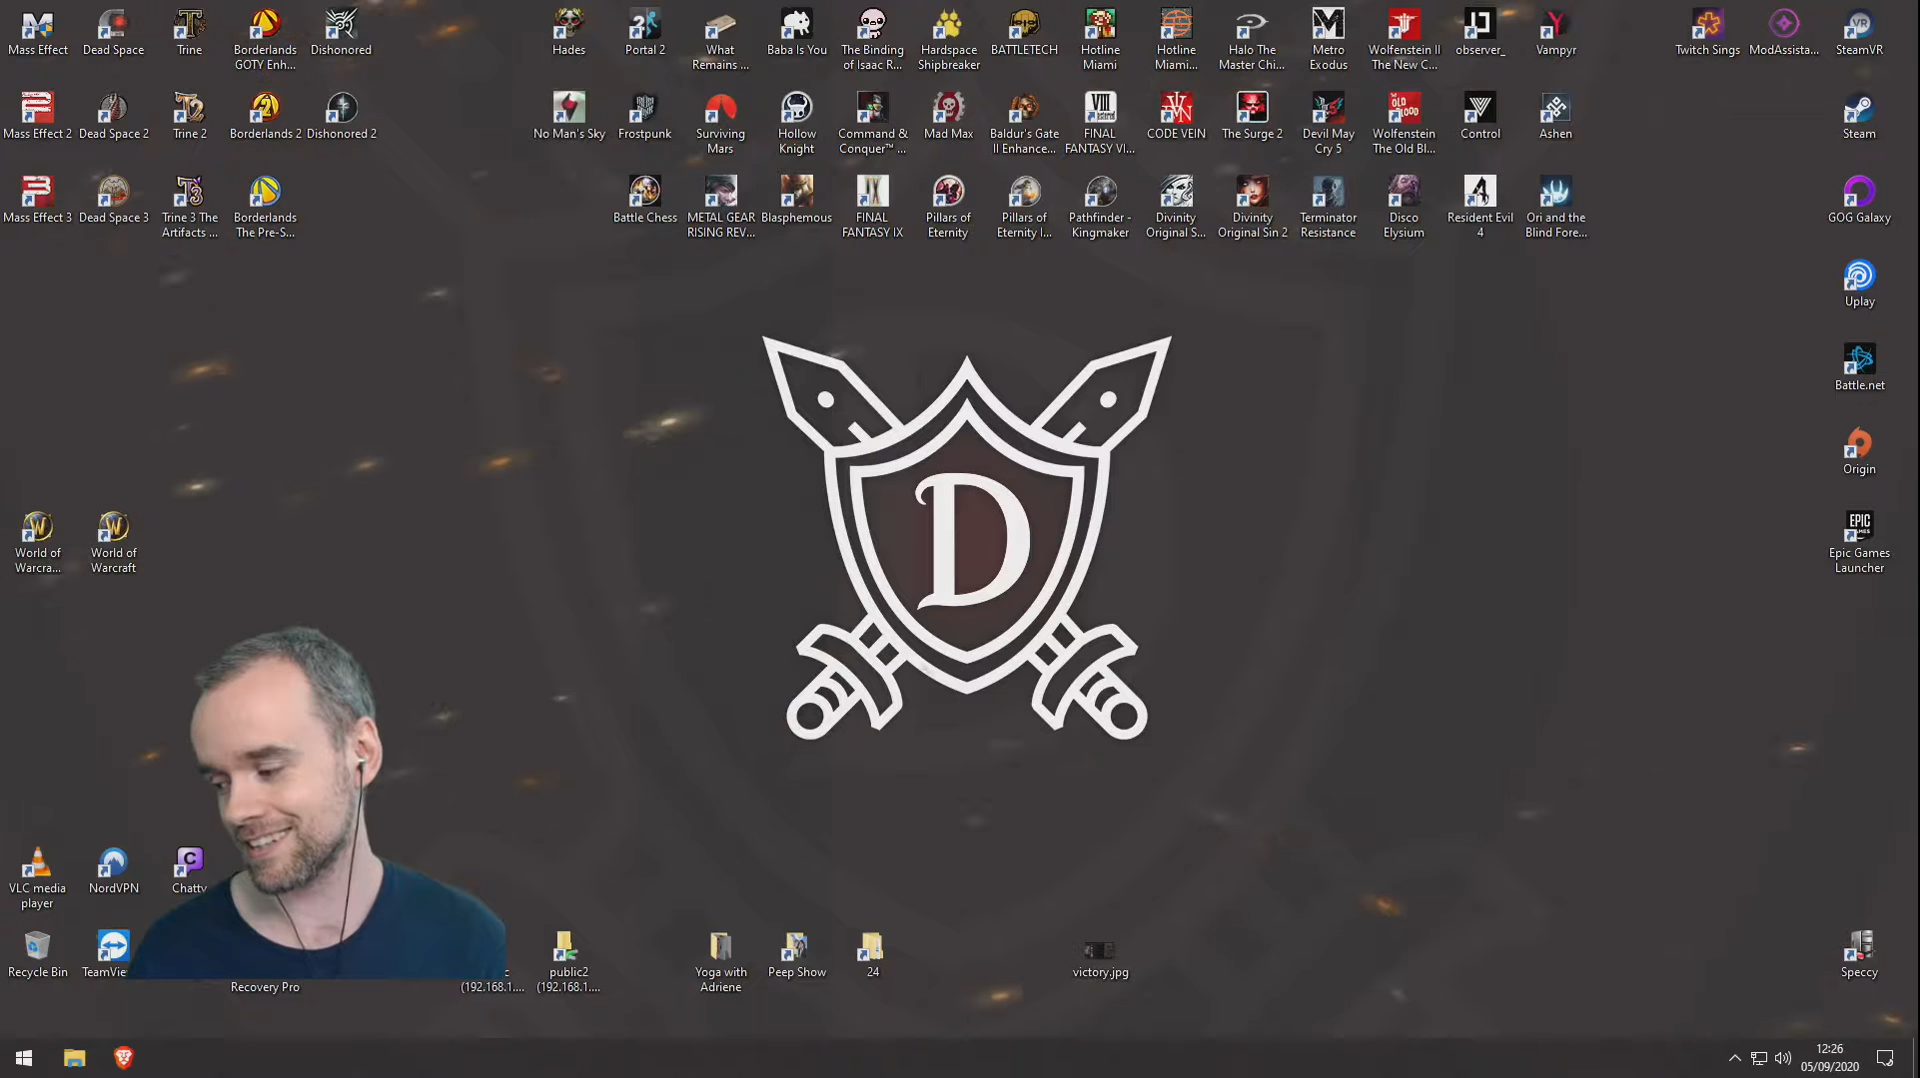 Mass Effect
Dead Space
Trine
Borderlands
GOTY Enh...
Dishonored
Hades
Portal 2
What
Remains ...
Baba Is You
The Binding
of Isaac R...
Hardspace
Shipbreaker
BATTLETECH
Hotline
Miami
Hotline
Miami...
Halo The
Master Chi...
Metro
Exodus
Wolfenstein II
The New C...
observer_
Vampyr
Twitch Sings
ModAssista...
SteamVR
Mass Effect 2
Dead Space 2
Trine 2
Borderlands 2
Dishonored 2
No Man's Sky
Frostpunk
Surviving
Mars
Hollow
Knight
Command &
Conquer™ ...
Mad Max
Baldur's Gate
II Enhance...
FINAL
FANTASY VI...
CODE VEIN
The Surge 2
Devil May
Cry 5
Wolfenstein
The Old Bl...
Control
Ashen
Steam
Mass Effect 3
Dead Space 3
Trine 3 The
Artifacts ...
Borderlands
The Pre-S...
Battle Chess
METAL GEAR
RISING REV...
Blasphemous
FINAL
FANTASY IX
Pillars of
Eternity
Pillars of
Eternity I...
Pathfinder -
Kingmaker
Divinity
Original S...
Divinity
Original Sin 2
Terminator
Resistance
Disco
Elysium
Resident Evil
4
Ori and the
Blind Fore...
GOG Galaxy
Uplay
Battle.net
Origin
D
World of
Warcra...
World of
Warcraft
EPIC
GAMES
Epic Games
Launcher
VLC media
player
NordVPN
Chatty
Recycle Bin
TeamVie
Recovery Pro
c
(192.168.1....
public2
(192.168.1....
Yoga with
Adriene
Peep Show
24
victory.jpg
Speccy
12:26
05/09/2020